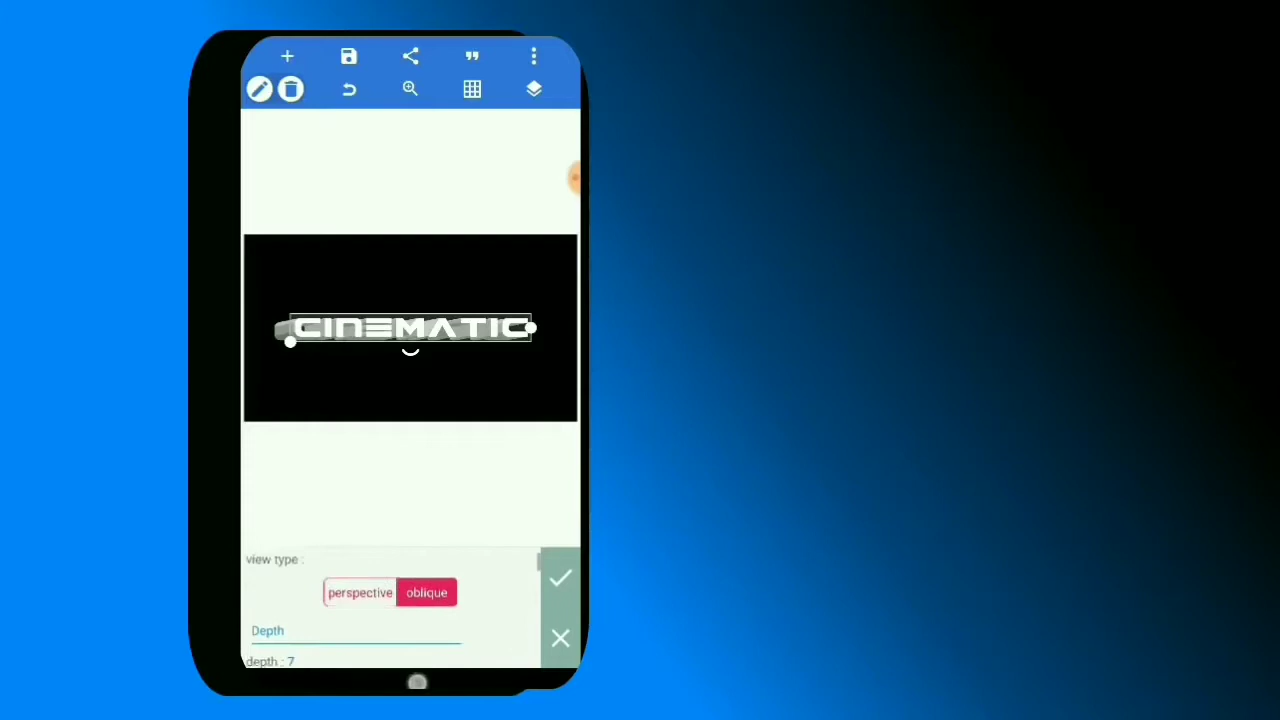 CINEMATIC
view type :
perspective oblique
Depth
depth : 7